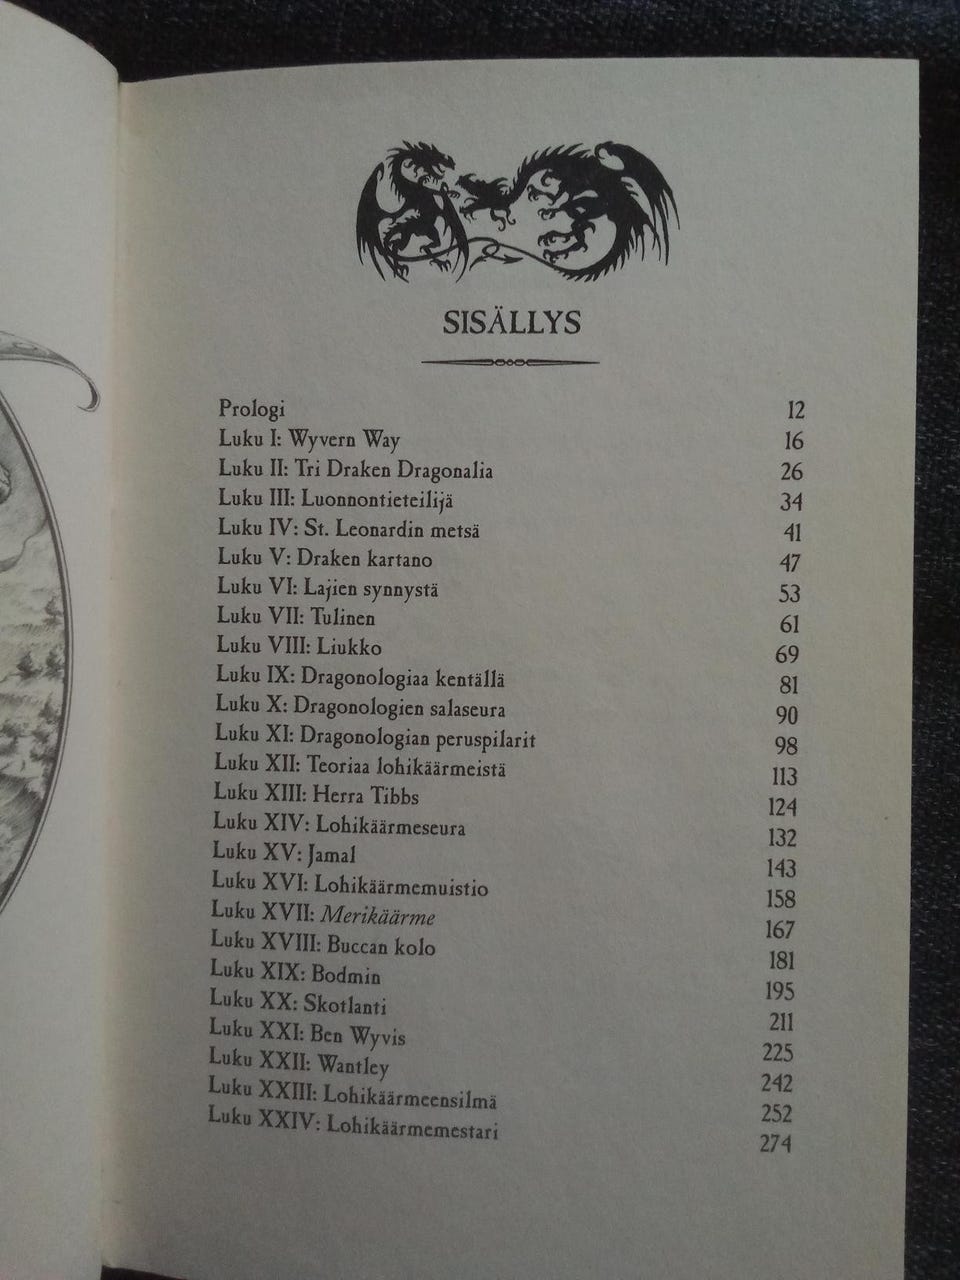 SISÄLLYS
Prologi 12
Luku I: Wyvern Way 16
Luku II: Tri Draken Dragonalia 26
Luku III: Luonnontieteilijä 34
Luku IV: St. Leonardin metsä 41
Luku V: Draken kartano 47
Luku VI: Lajien synnystä 53
Luku VII: Tulinen 61
Luku VIII: Liukko 69
Luku IX: Dragonologiaa kentällä 81
Luku X: Dragonologien salaseura 90
Luku XI: Dragonologian peruspilarit 98
Luku XII: Teoriaa lohikäärmeistä 113
Luku XIII: Herra Tibbs 124
Luku XIV: Lohikäärmeseura 132
Luku XV: Jamal 143
Luku XVI: Lohikäärmemuistio 158
Luku XVII: Merikäärme 167
Luku XVIII: Buccan kolo 181
Luku XIX: Bodmin 195
Luku XX: Skotlanti 211
Luku XXI: Ben Wyvis 225
Luku XXII: Wantley 242
Luku XXIII: Lohikäärmeensilmä 252
Luku XXIV: Lohikäärmemestari 274